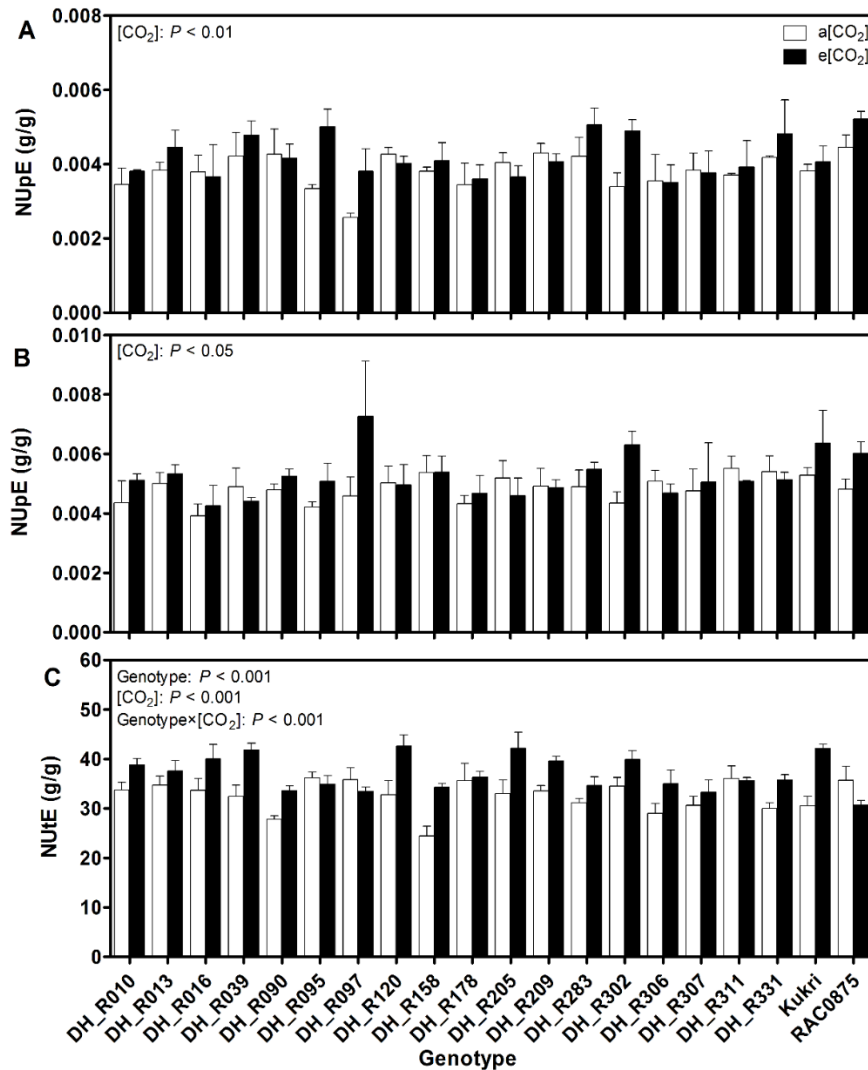 A
[CO₂]: P < 0.01
a[CO₂]
e[CO₂]
NUpE (g/g)
0.008
0.006
0.004
0.002
0.000
B
[CO₂]: P < 0.05
NUpE (g/g)
0.010
0.008
0.006
0.004
0.002
0.000
C
Genotype: P < 0.001
[CO₂]: P < 0.001
Genotype×[CO₂]: P < 0.001
NUtE (g/g)
60
50
40
30
20
10
0
DH_R010
DH_R013
DH_R016
DH_R039
DH_R090
DH_R095
DH_R097
DH_R120
DH_R158
DH_R178
DH_R205
DH_R209
DH_R283
DH_R302
DH_R306
DH_R307
DH_R311
DH_R331
Kukri
RAC0875
Genotype